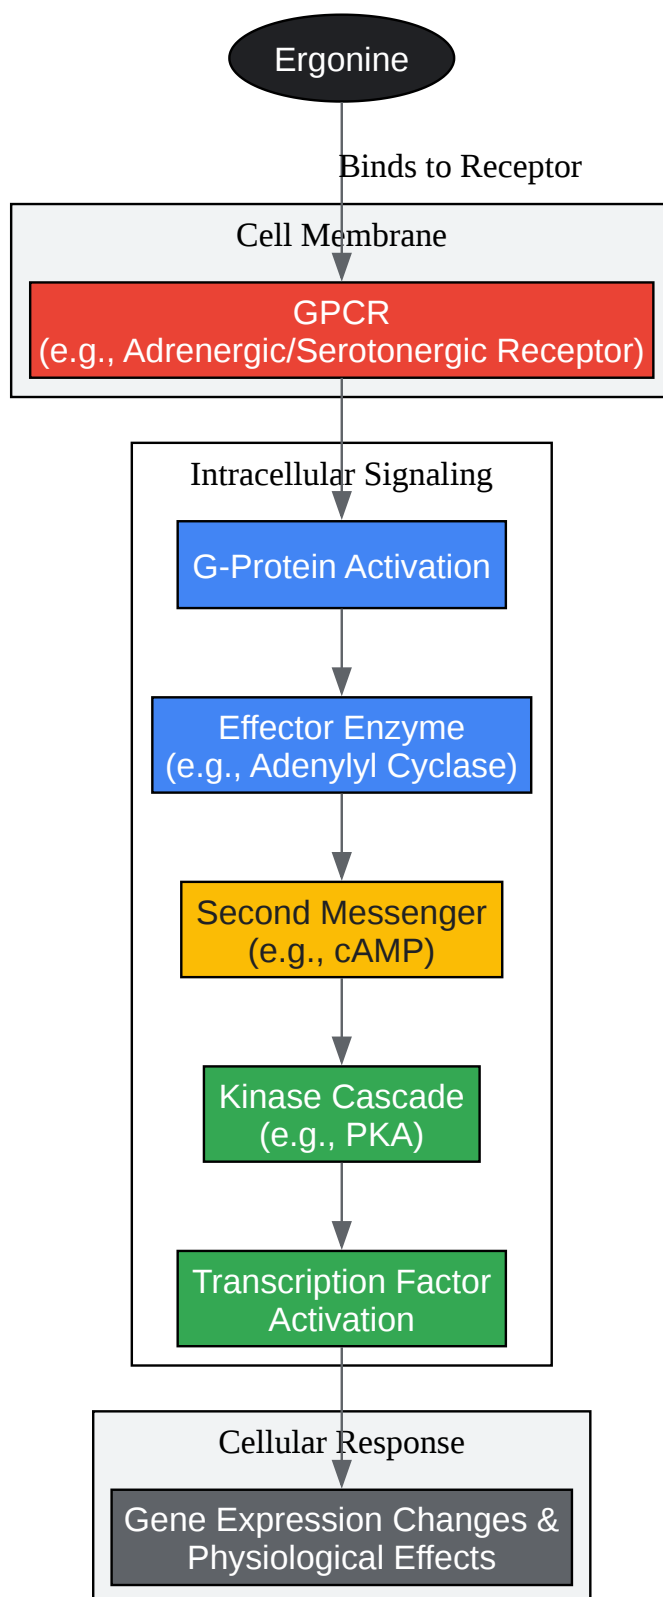 Ergonine
Binds to Receptor
Cell Membrane
GPCR
(e.g., Adrenergic/Serotonergic Receptor)
Intracellular Signaling
G-Protein Activation
Effector Enzyme
(e.g., Adenylyl Cyclase)
Second Messenger
(e.g., cAMP)
Kinase Cascade
(e.g., PKA)
Transcription Factor
Activation
Cellular Response
Gene Expression Changes &
Physiological Effects